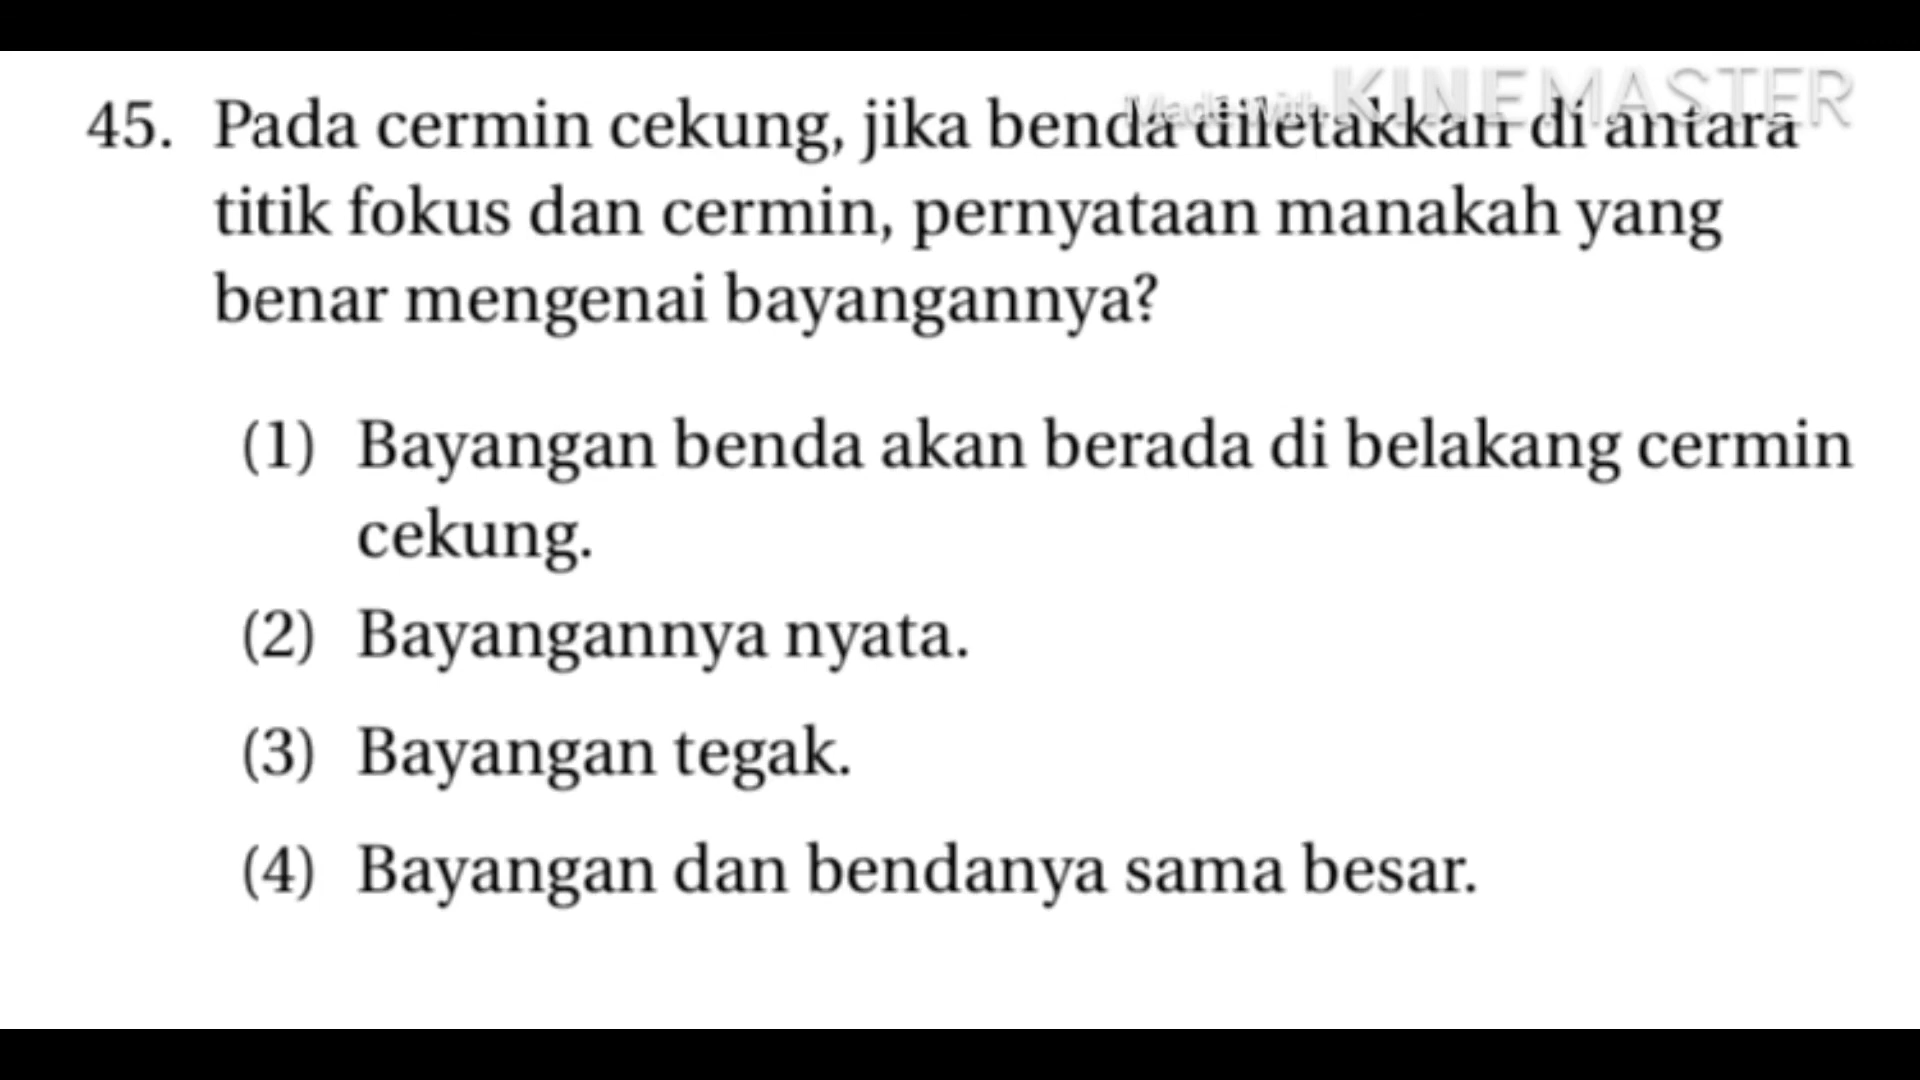 Made with KINEMASTER
45. Pada cermin cekung, jika benda diletakkan di antara
titik fokus dan cermin, pernyataan manakah yang
benar mengenai bayangannya?
(1) Bayangan benda akan berada di belakang cermin
cekung.
(2) Bayangannya nyata.
(3) Bayangan tegak.
(4) Bayangan dan bendanya sama besar.